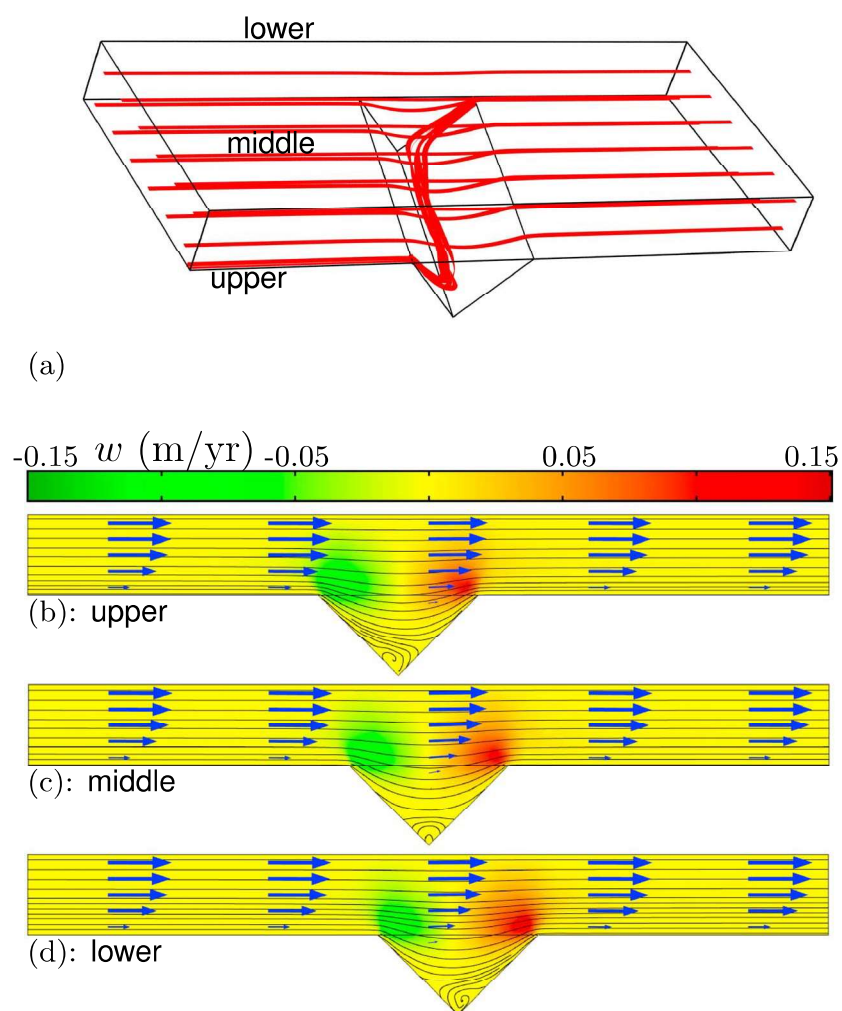 lower
middle
upper
(a)
-0.15 w (m/yr) -0.05 0.05 0.15
(b): upper
(c): middle
(d): lower